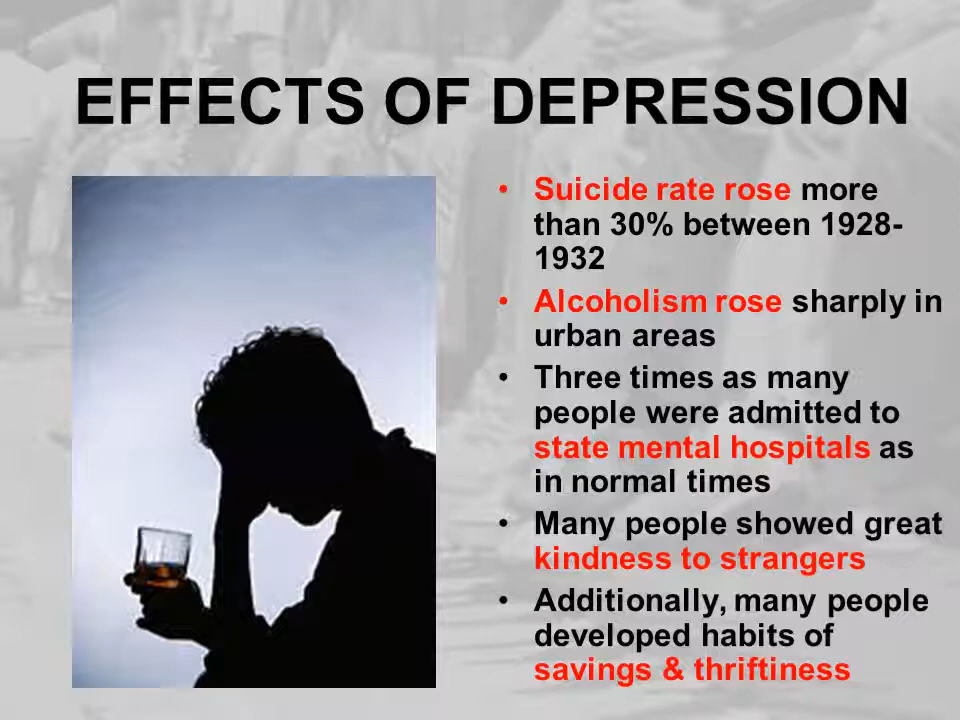 EFFECTS OF DEPRESSION
• Suicide rate rose more
than 30% between 1928-
1932
• Alcoholism rose sharply in
urban areas
• Three times as many
people were admitted to
state mental hospitals as
in normal times
• Many people showed great
kindness to strangers
• Additionally, many people
developed habits of
savings & thriftiness